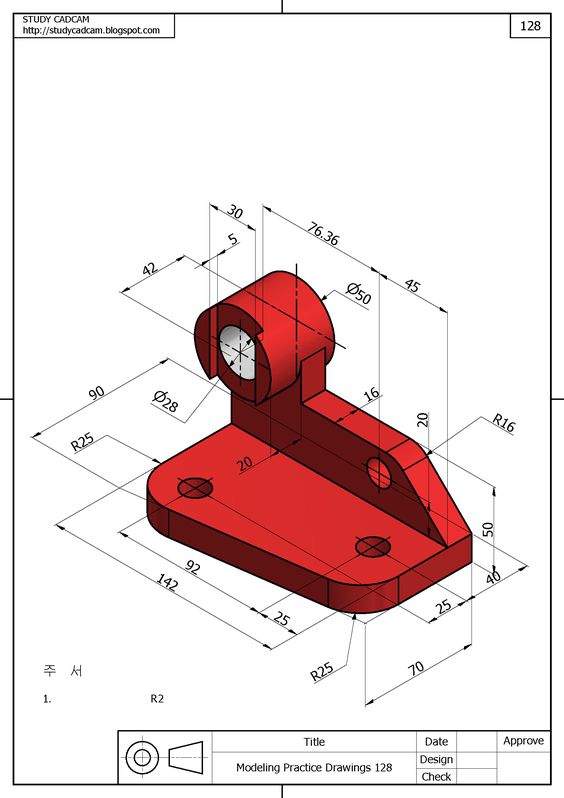 STUDY CADCAM
http://studycadcam.blogspot.com
128
30
76.36
5
42
45
Ø50
90
Ø28
16
20
R16
R25
20
50
92
142
40
25
25
R25
70
주 서
1. R2
Title
Date
Approve
Modeling Practice Drawings 128
Design
Check